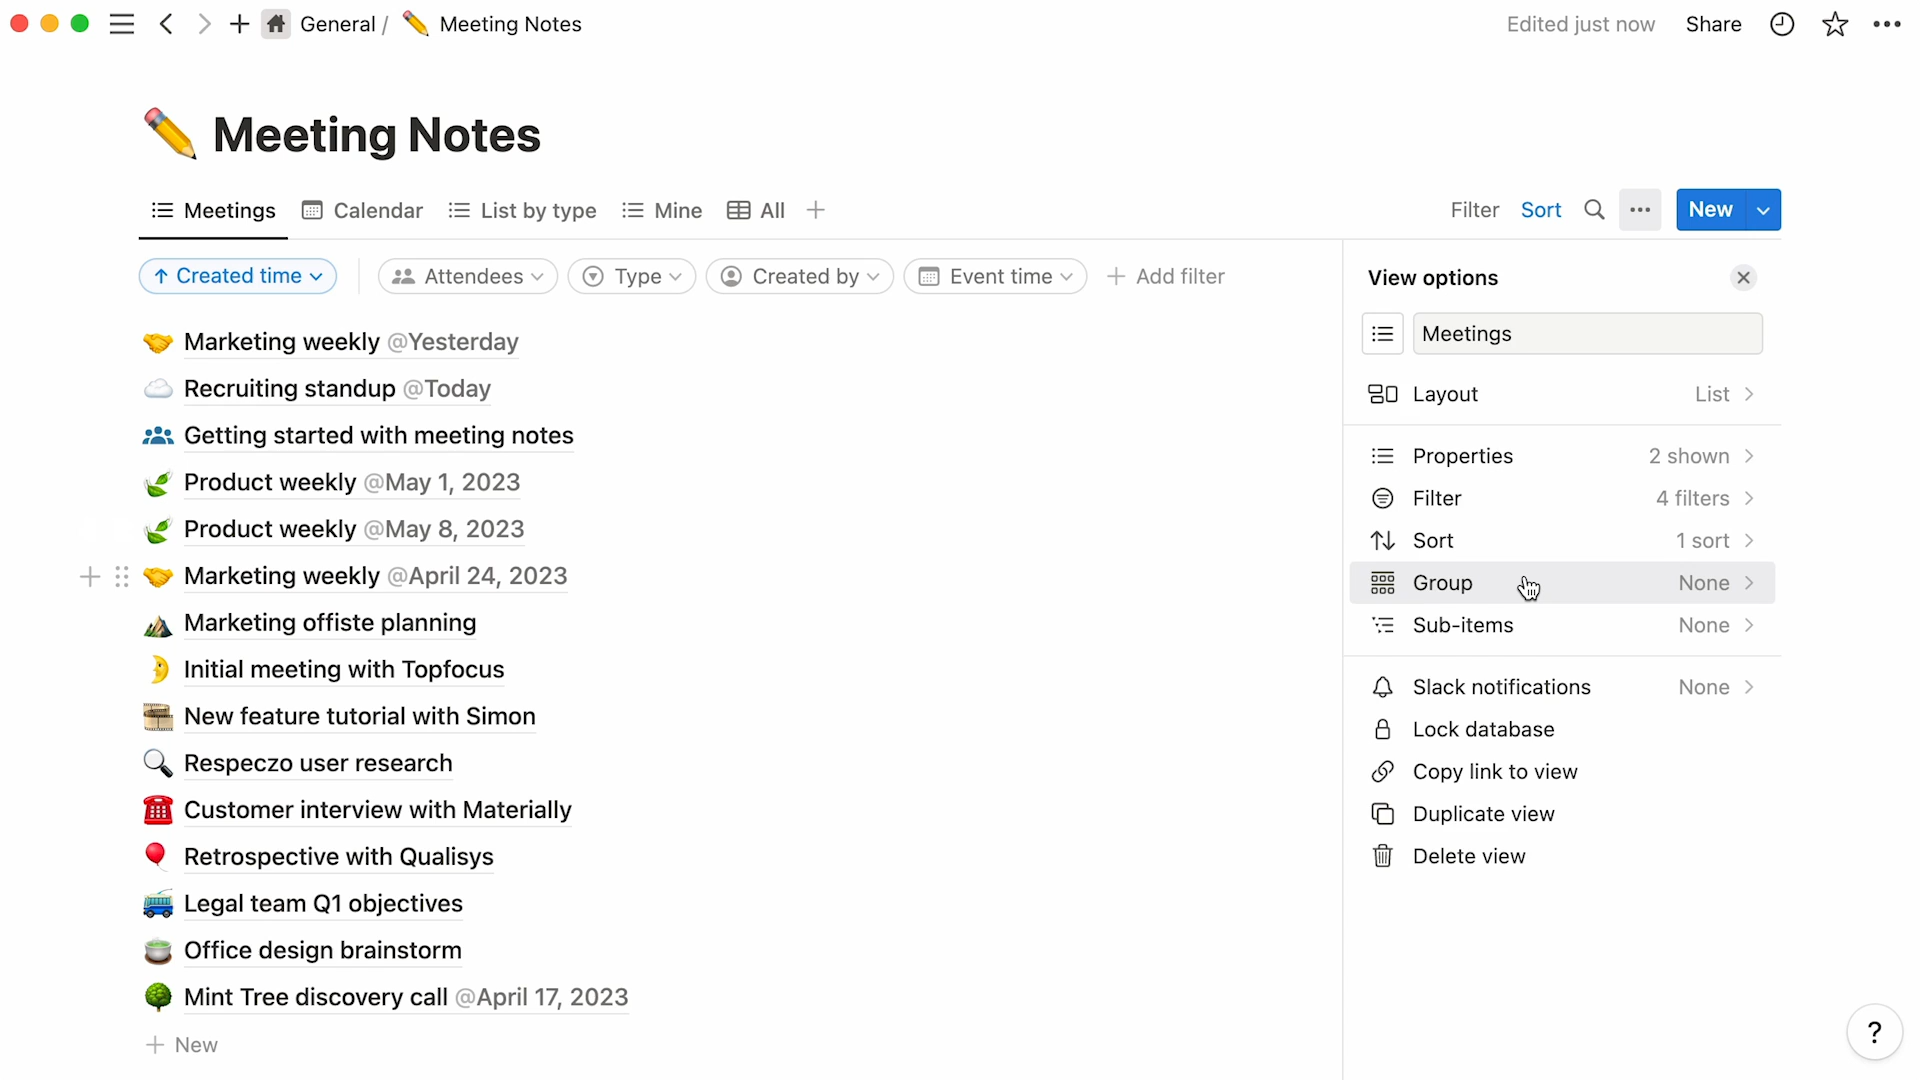 General / Meeting Notes
Edited just now Share
Meeting Notes
Meetings Calendar List by type Mine All
Filter Sort New
Created time Attendees Type Created by Event time Add filter
Marketing weekly @Yesterday
Recruiting standup @Today
Getting started with meeting notes
Product weekly @May 1, 2023
Product weekly @May 8, 2023
Marketing weekly @April 24, 2023
Marketing offiste planning
Initial meeting with Topfocus
New feature tutorial with Simon
Respeczo user research
Customer interview with Materially
Retrospective with Qualisys
Legal team Q1 objectives
Office design brainstorm
Mint Tree discovery call @April 17, 2023
+ New
View options
Meetings
Layout List
Properties 2 shown
Filter 4 filters
Sort 1 sort
Group None
Sub-items None
Slack notifications None
Lock database
Copy link to view
Duplicate view
Delete view
?